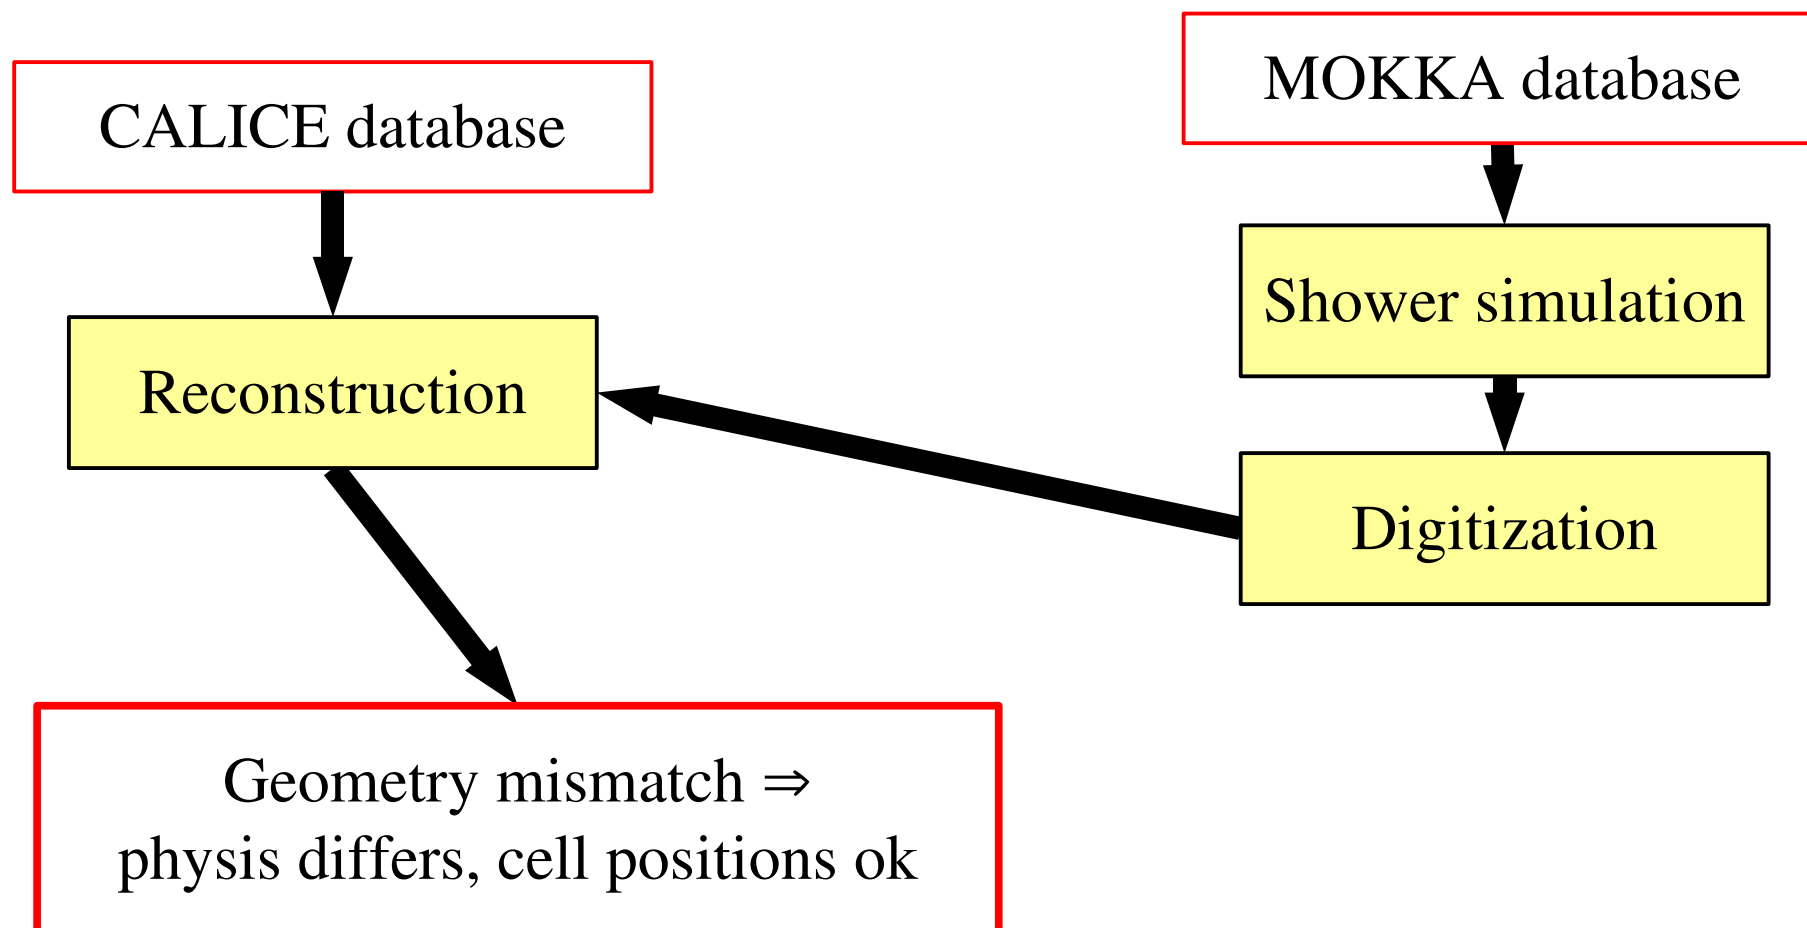 CALICE database
MOKKA database
Shower simulation
Reconstruction
Digitization
Geometry mismatch ⇒
physis differs, cell positions ok